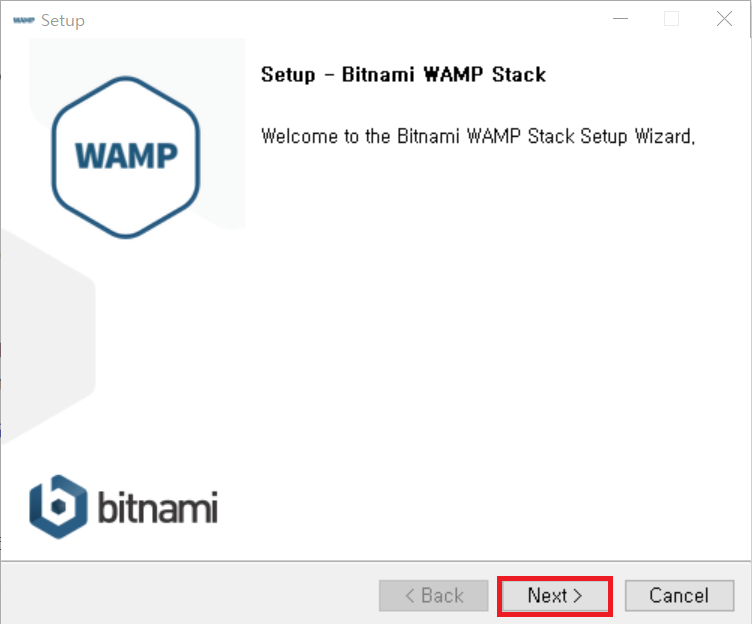 WAMP Setup
WAMP
Setup - Bitnami WAMP Stack
Welcome to the Bitnami WAMP Stack Setup Wizard.
bitnami
< Back
Next >
Cancel